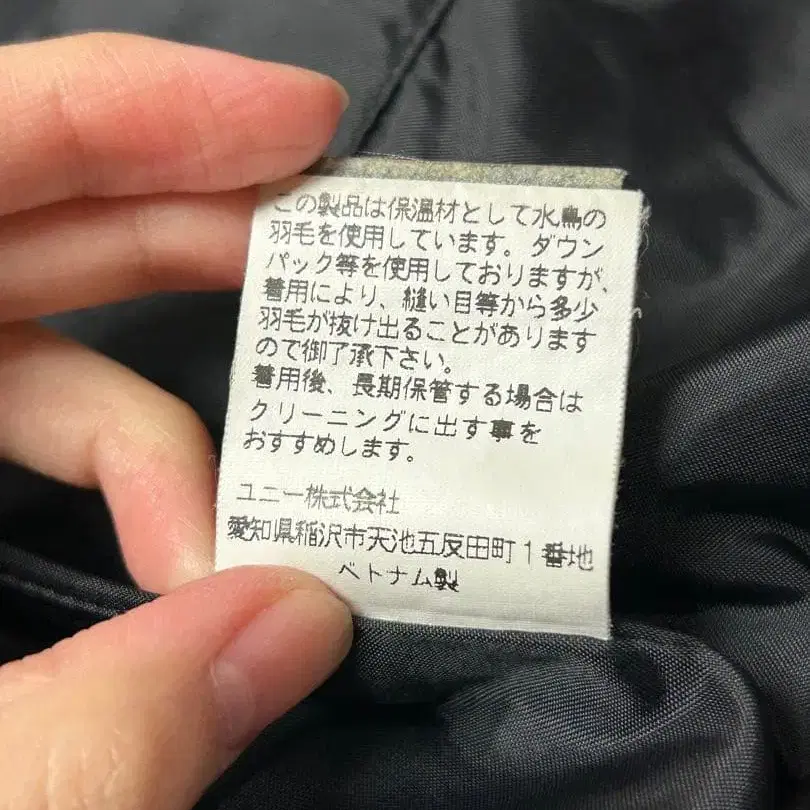 この製品は保温材として水鳥の
羽毛を使用しています。ダウン
パック等を使用しておりますが、
着用により、縫い目等から多少
羽毛が抜け出ることがあります
ので御了承下さい。
着用後、長期保管する場合は
クリーニングに出す事を
おすすめします。
ユニー株式会社
愛知県稲沢市天池五反田町1番地
ベトナム製